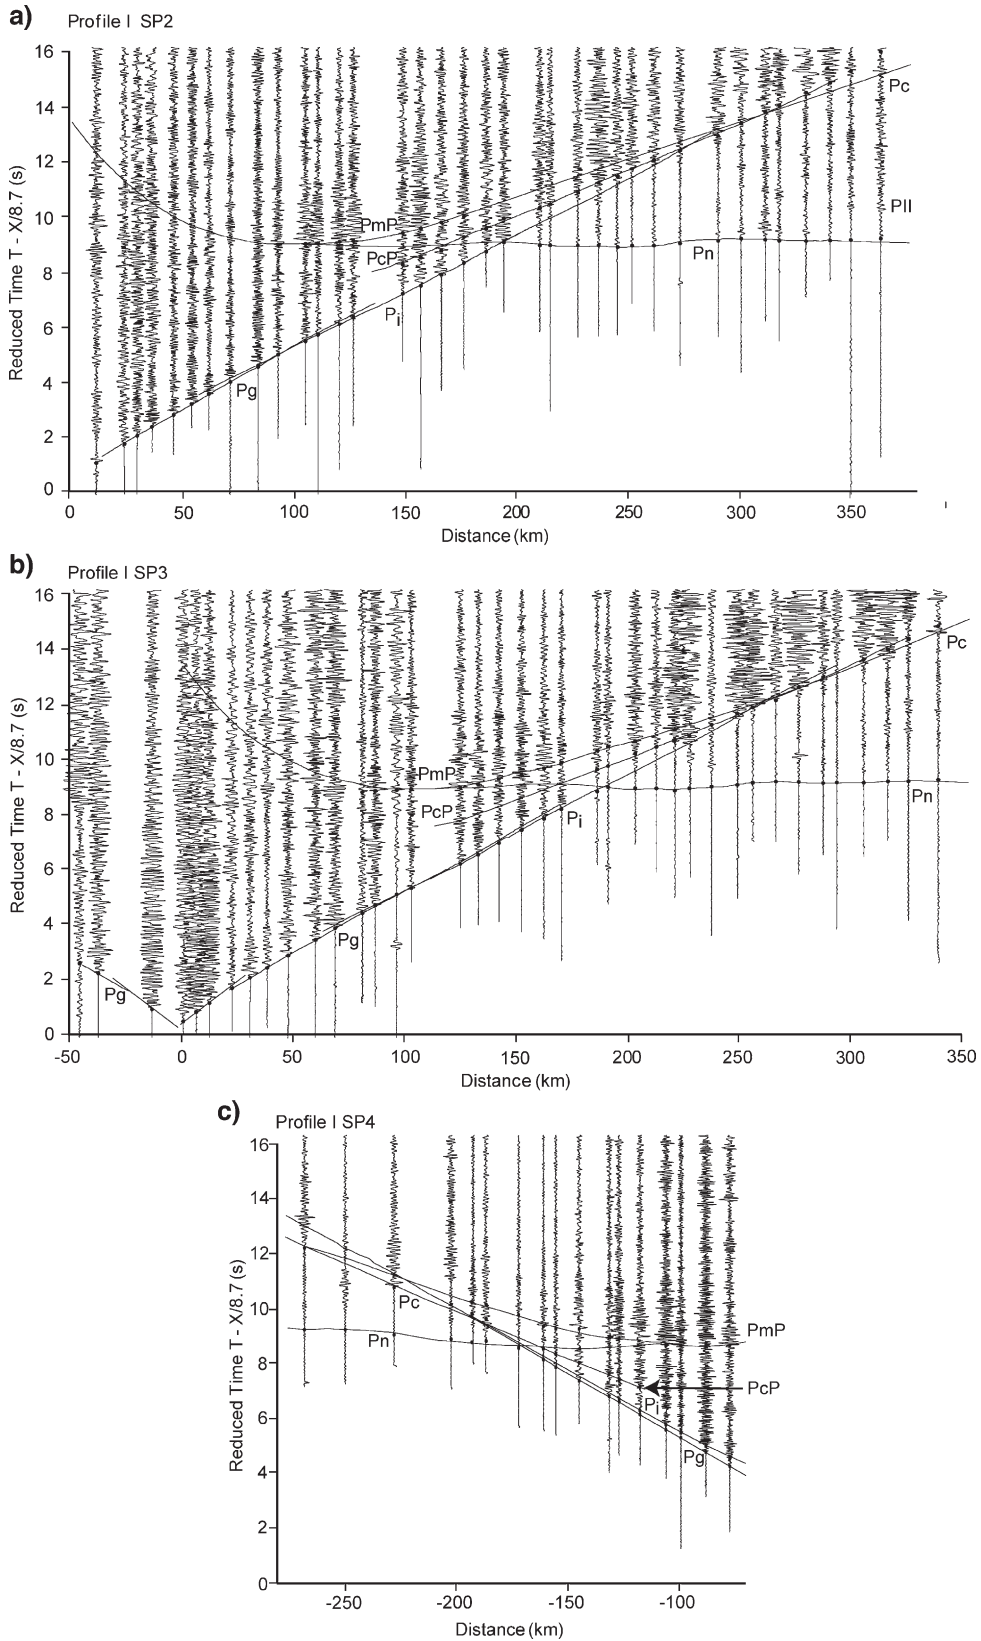 a)
Profile I SP2
16
14
12
10
8
6
4
2
0
Reduced Time T - X/8.7 (s)
Pc
PII
PmP
PcP
Pn
Pi
Pg
0 50 100 150 200 250 300 350
Distance (km)
b)
Profile I SP3
16
14
12
10
8
6
4
2
0
Reduced Time T - X/8.7 (s)
Pc
PmP
PcP
Pn
Pi
Pg
Pg
-50 0 50 100 150 200 250 300 350
Distance (km)
c)
Profile I SP4
16
14
12
10
8
6
4
2
0
Reduced Time T - X/8.7 (s)
Pc
Pn
PmP
PcP
Pi
Pg
-250 -200 -150 -100
Distance (km)